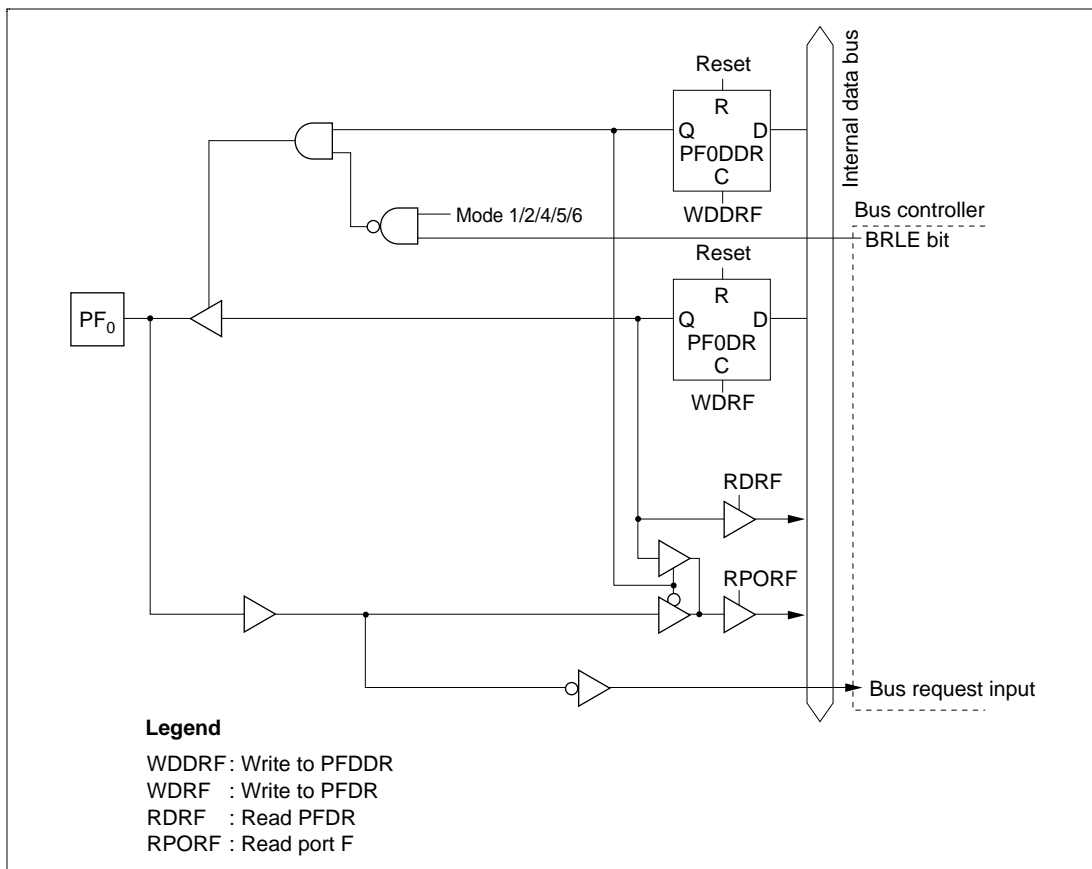 Reset
R
Q D
PF0DDR
C
WDDRF
Internal data bus
Mode 1/2/4/5/6
Bus controller
BRLE bit
Reset
R
Q D
PF0DR
C
WDRF
PF0
RDRF
RPORF
Bus request input
Legend
WDDRF : Write to PFDDR
WDRF : Write to PFDR
RDRF : Read PFDR
RPORF : Read port F